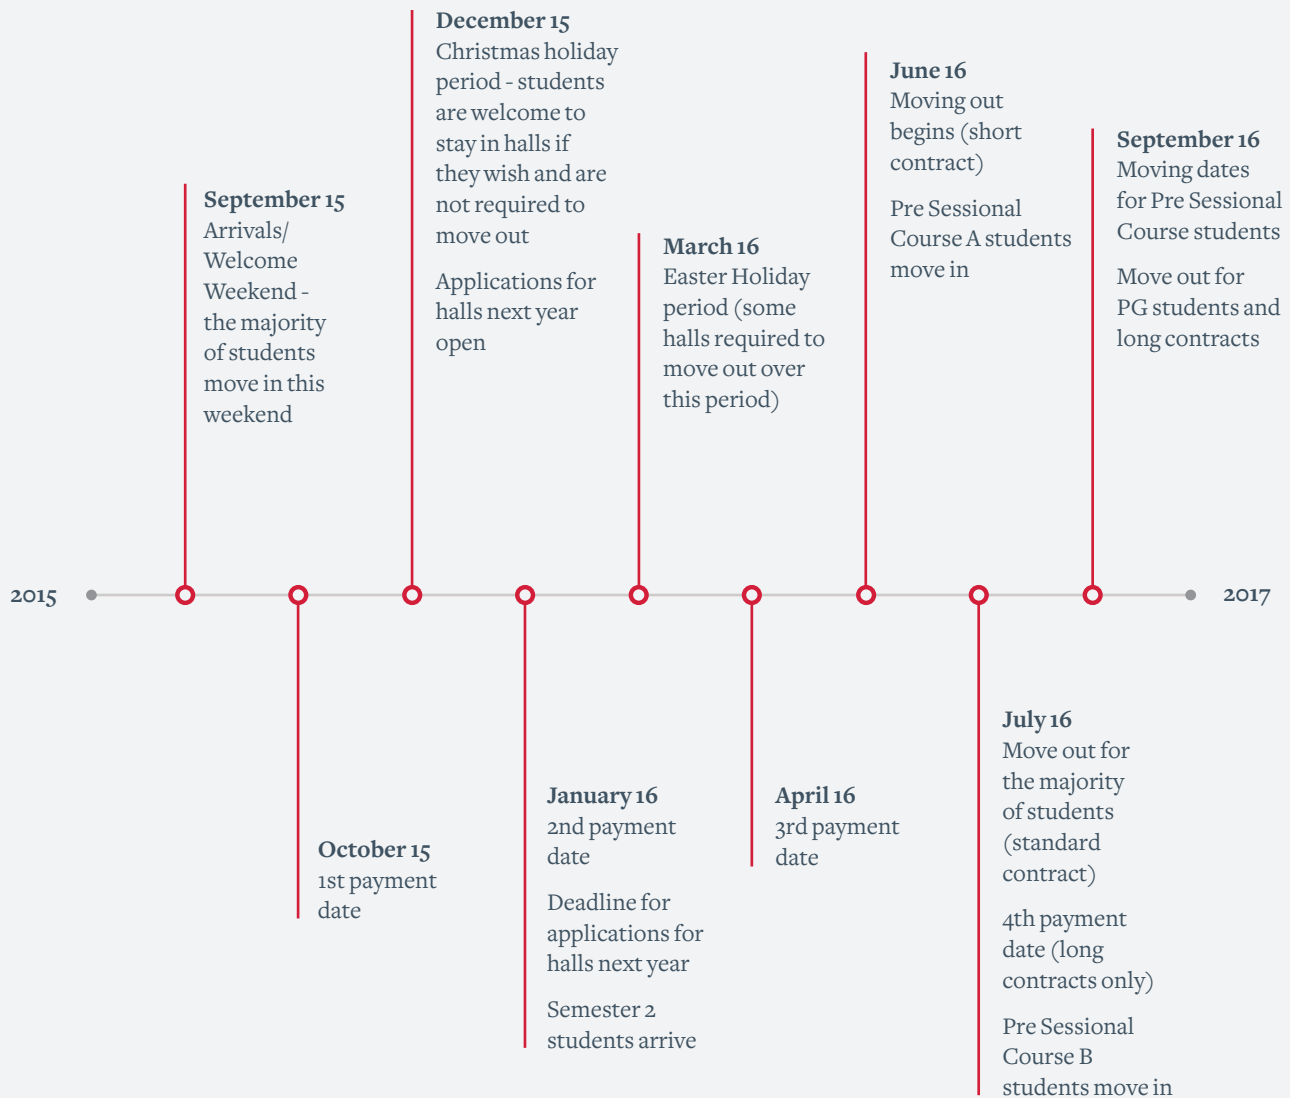 December 15
Christmas holiday
period - students
are welcome to
stay in halls if
they wish and are
not required to
move out
Applications for
halls next year
open
June 16
Moving out
begins (short
contract)
Pre Sessional
Course A students
move in
September 16
Moving dates
for Pre Sessional
Course students
Move out for
PG students and
long contracts
September 15
Arrivals/
Welcome
Weekend -
the majority
of students
move in this
weekend
March 16
Easter Holiday
period (some
halls required to
move out over
this period)
2015
2017
October 15
1st payment
date
January 16
2nd payment
date
Deadline for
applications for
halls next year
Semester 2
students arrive
April 16
3rd payment
date
July 16
Move out for
the majority
of students
(standard
contract)
4th payment
date (long
contracts only)
Pre Sessional
Course B
students move in